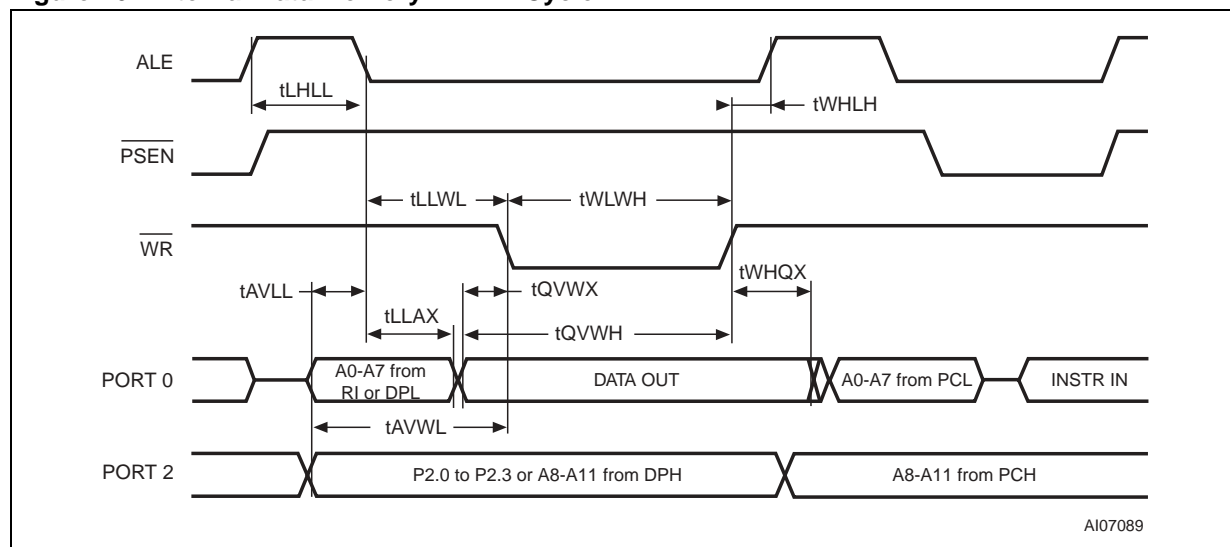 ALE
tLHLL
tWHLH
PSEN
tLLWL
tWLWH
WR
tWHQX
tAVLL
tQVWX
tLLAX
tQVWH
PORT 0
A0-A7 from
RI or DPL
DATA OUT
A0-A7 from PCL
INSTR IN
tAVWL
PORT 2
P2.0 to P2.3 or A8-A11 from DPH
A8-A11 from PCH
AI07089